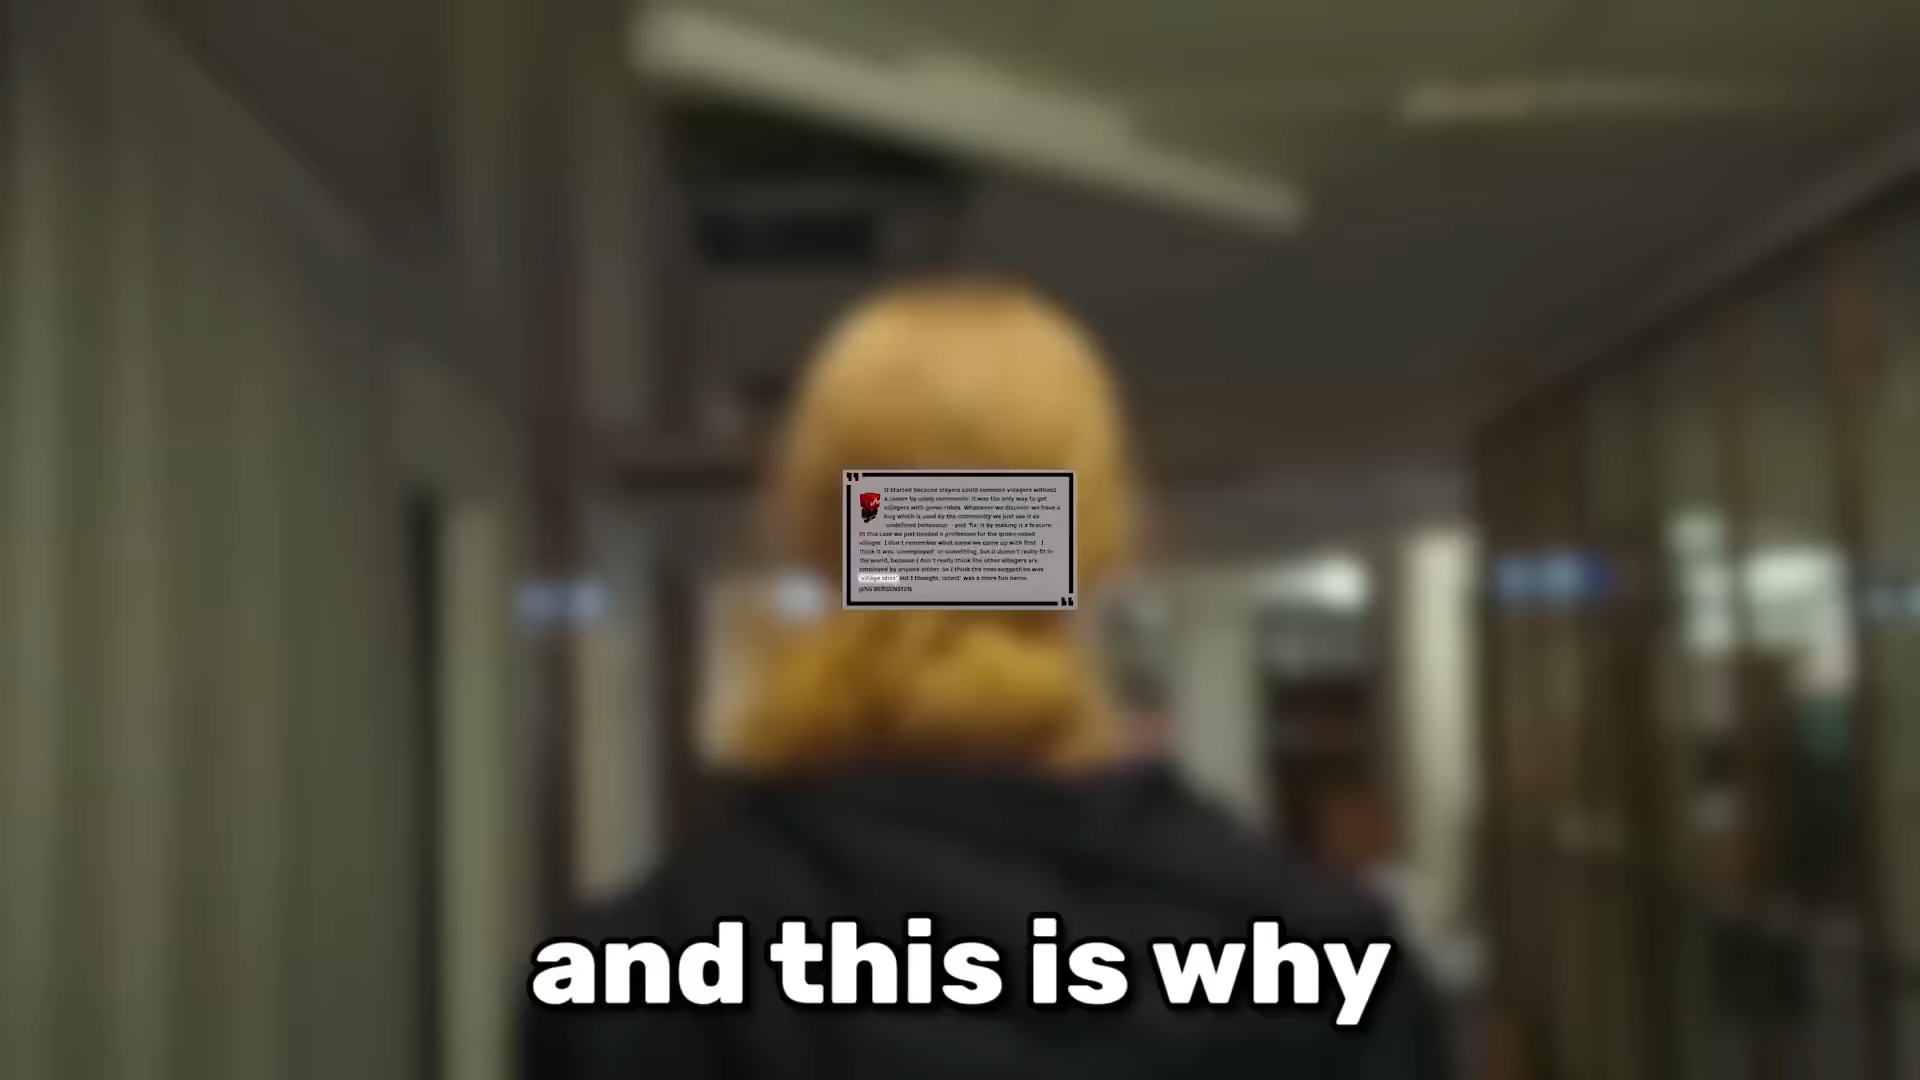 It started because players could summon villagers without
a career by using commands. It was the only way to get
villagers with green robes. Whenever we discover we have a
bug which is used by the community we just see it as
'undefined behaviour' - and 'fix' it by making it a feature.
In this case we just needed a profession for the green-robed
villager. I don't remember what name we came up with first - I
think it was 'unemployed' or something, but it doesn't really fit in
the world, because I don't really think the other villagers are
employed by anyone either. So I think the next suggestion was
'village idiot' but I thought 'nitwit' was a more fun name.
JENS BERGENSTEN
and this is why